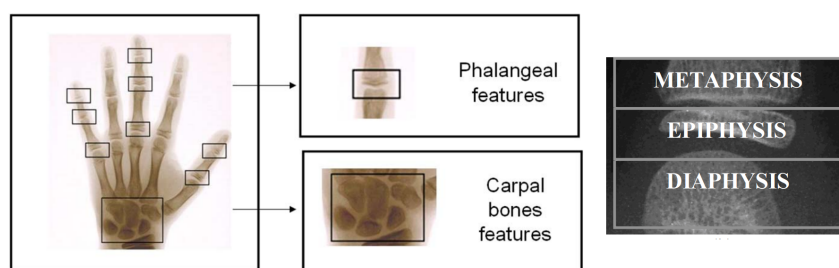 Phalangeal
features
Carpal
bones
features
METAPHYSIS
EPIPHYSIS
DIAPHYSIS